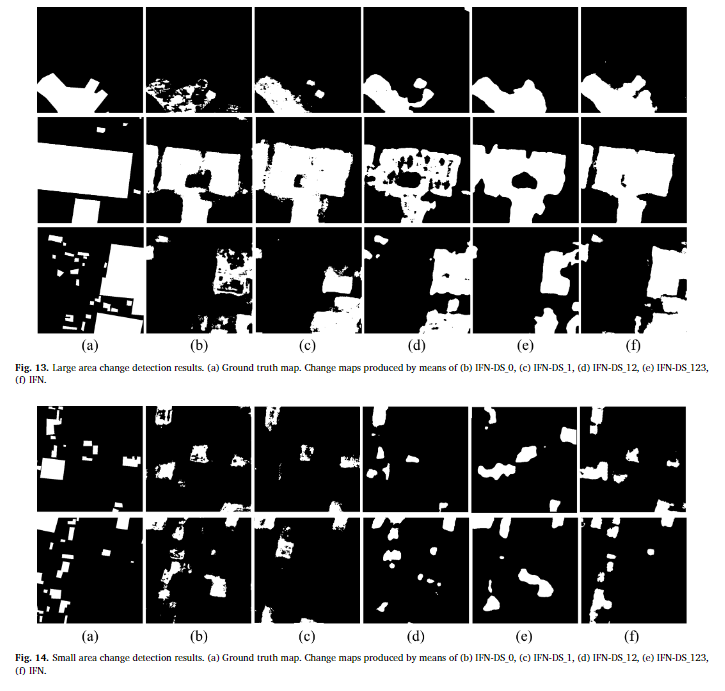 (a) (b) (c) (d) (e) (f)
Fig. 13. Large area change detection results. (a) Ground truth map. Change maps produced by means of (b) IFN-DS_0, (c) IFN-DS_1, (d) IFN-DS_12, (e) IFN-DS_123,
(f) IFN.
(a) (b) (c) (d) (e) (f)
Fig. 14. Small area change detection results. (a) Ground truth map. Change maps produced by means of (b) IFN-DS_0, (c) IFN-DS_1, (d) IFN-DS_12, (e) IFN-DS_123,
(f) IFN.